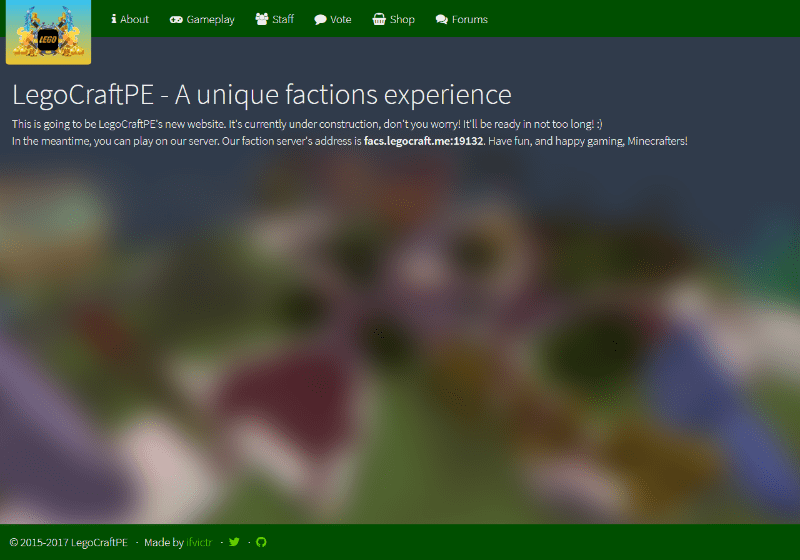 LEGO
About Gameplay Staff Vote Shop Forums
LegoCraftPE - A unique factions experience
This is going to be LegoCraftPE's new website. It's currently under construction, don't you worry! It'll be ready in not too long! :)
In the meantime, you can play on our server. Our faction server's address is facs.legocraft.me:19132. Have fun, and happy gaming, Minecrafters!
© 2015-2017 LegoCraftPE · Made by ifvictr · ·